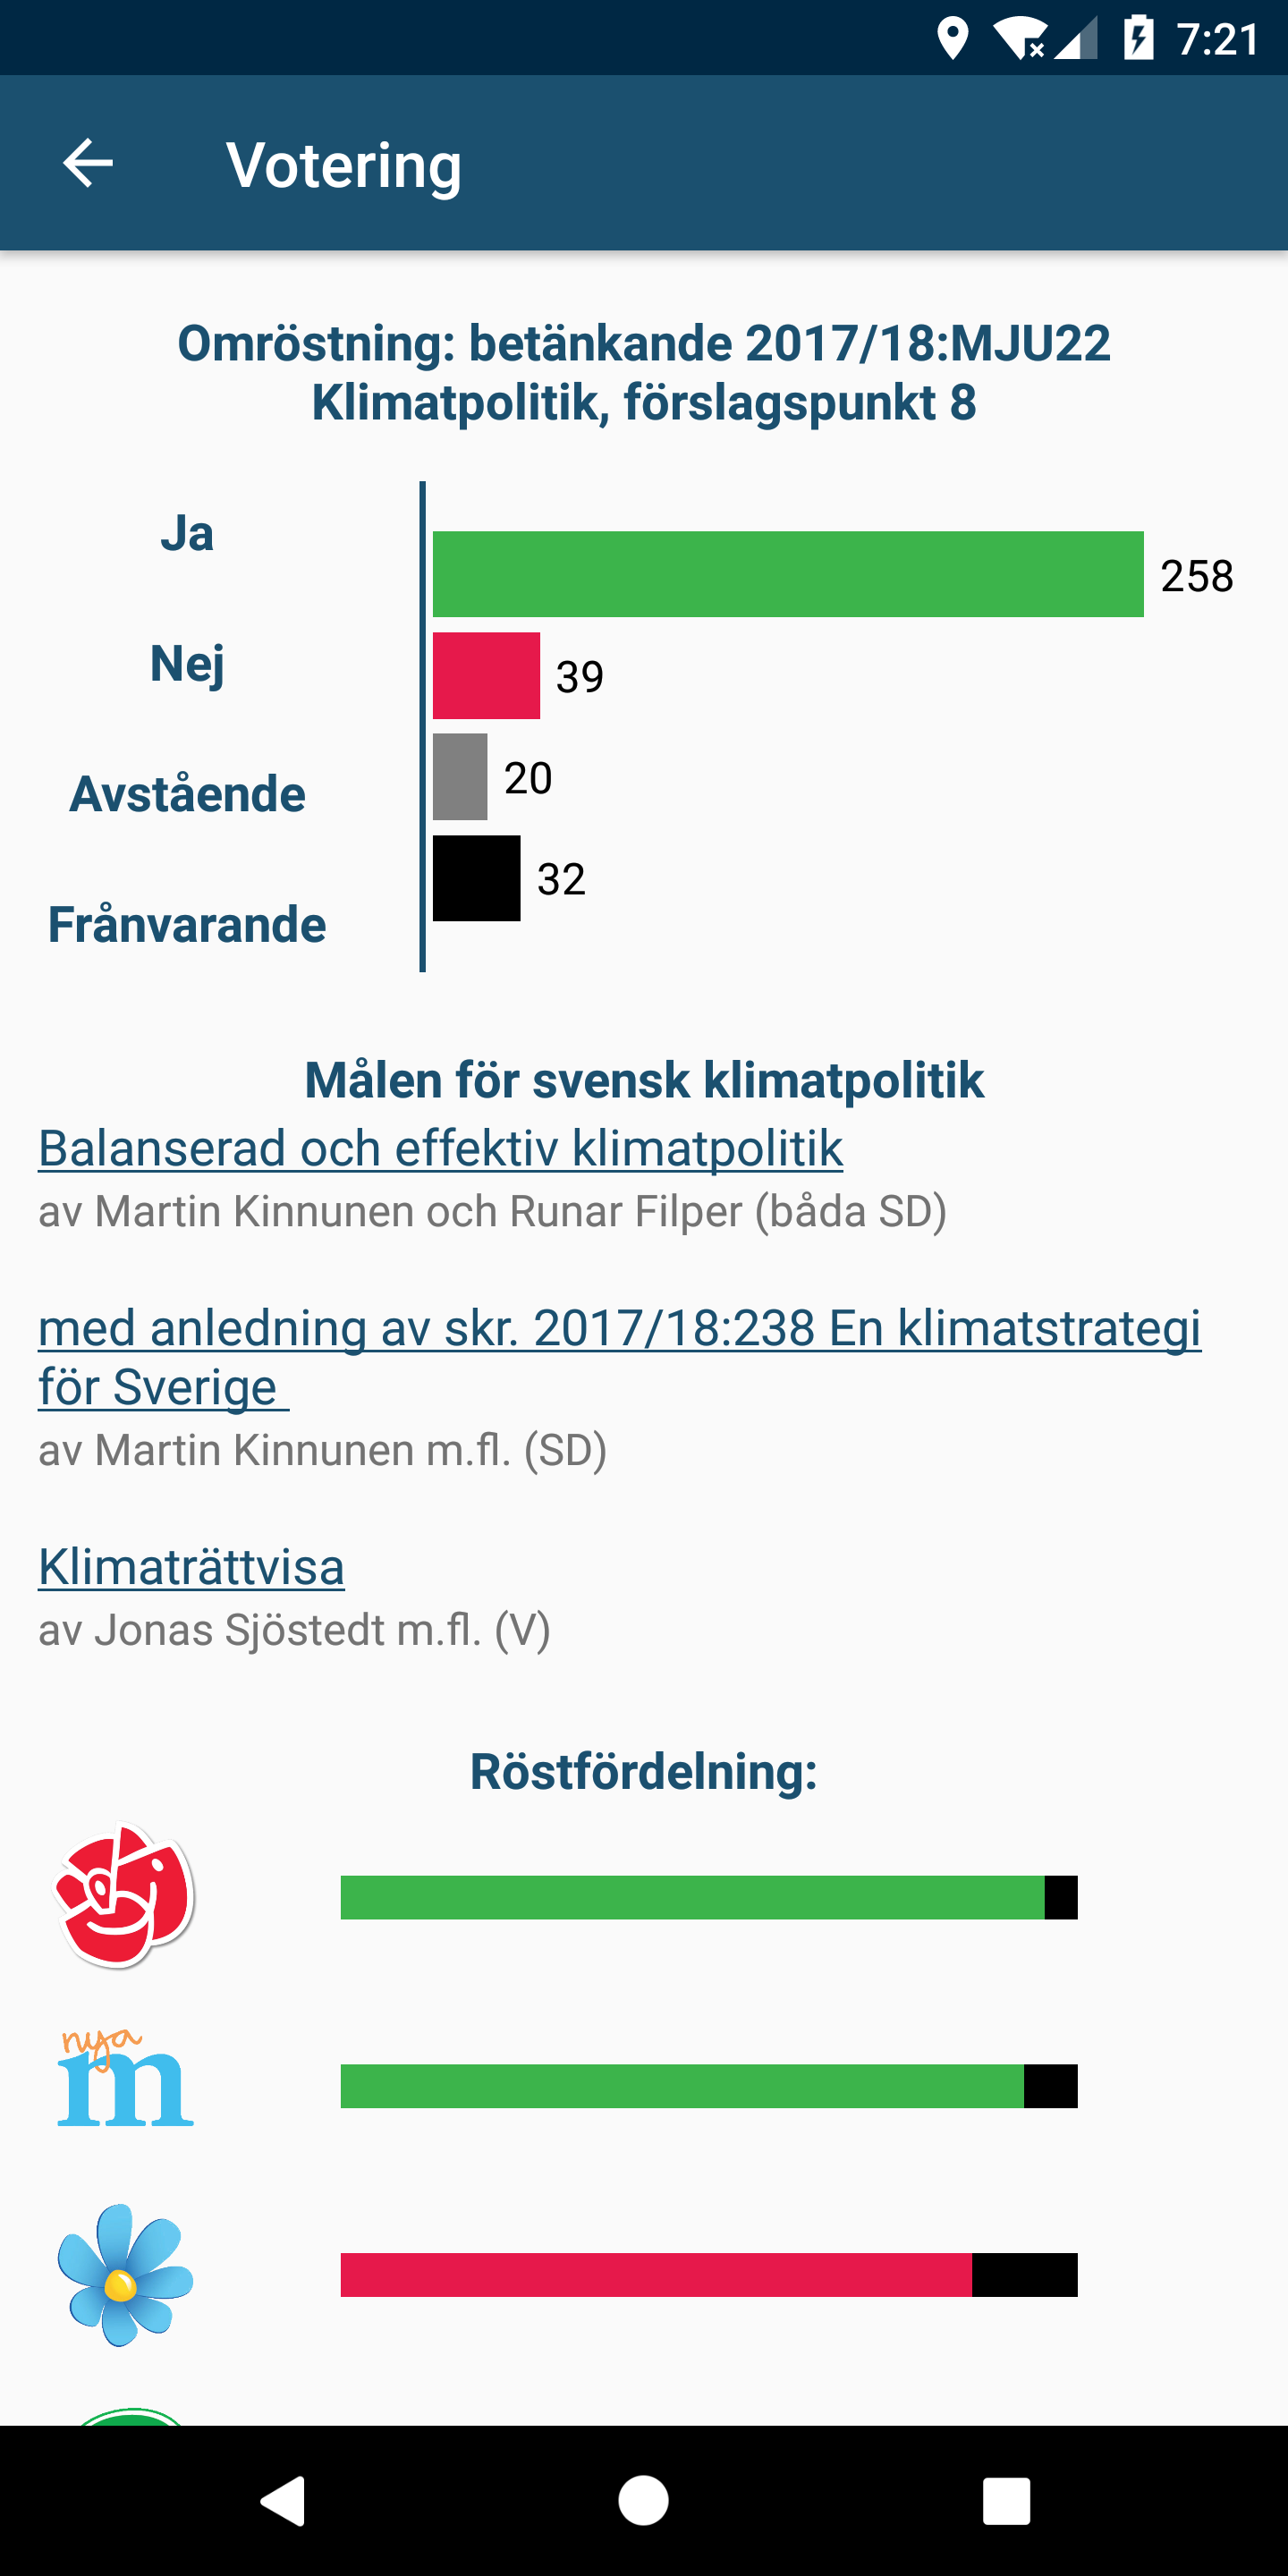 7:21
Votering
Omröstning: betänkande 2017/18:MJU22
Klimatpolitik, förslagspunkt 8
Ja
258
Nej
39
Avstående
20
Frånvarande
32
Målen för svensk klimatpolitik
Balanserad och effektiv klimatpolitik
av Martin Kinnunen och Runar Filper (båda SD)
med anledning av skr. 2017/18:238 En klimatstrategi
för Sverige
av Martin Kinnunen m.fl. (SD)
Klimaträttvisa
av Jonas Sjöstedt m.fl. (V)
Röstfördelning:
nya
m